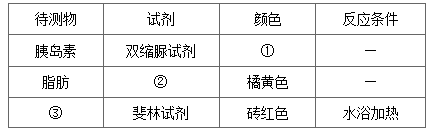 待测物 试剂 颜色 反应条件
胰岛素 双缩脲试剂 ① —
脂肪 ② 橘黄色 —
③ 斐林试剂 砖红色 水浴加热